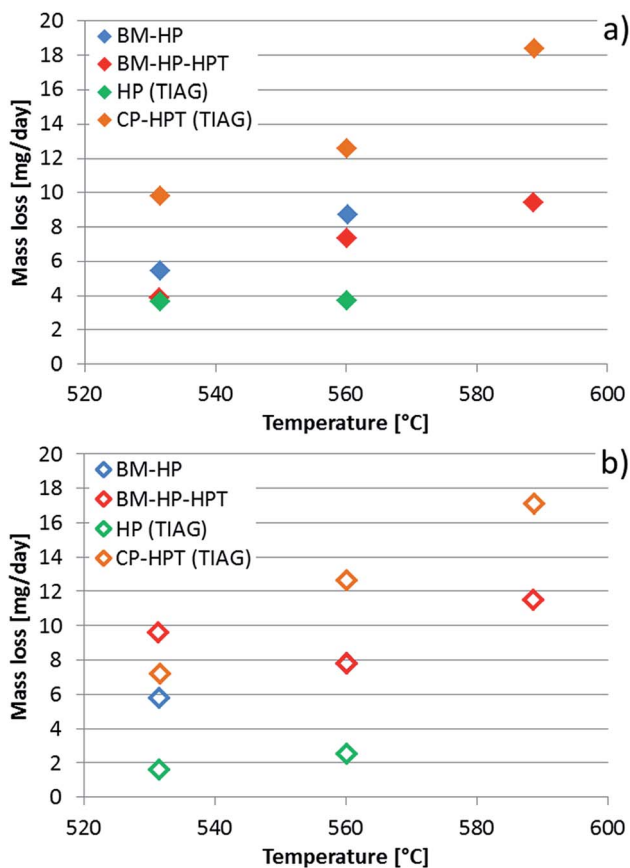 a)
20
18
16
14
12
10
8
6
4
2
0
Mass loss [mg/day]
BM-HP
BM-HP-HPT
HP (TIAG)
CP-HPT (TIAG)
520 540 560 580 600
Temperature [°C]
b)
20
18
16
14
12
10
8
6
4
2
0
Mass loss [mg/day]
BM-HP
BM-HP-HPT
HP (TIAG)
CP-HPT (TIAG)
520 540 560 580 600
Temperature [°C]